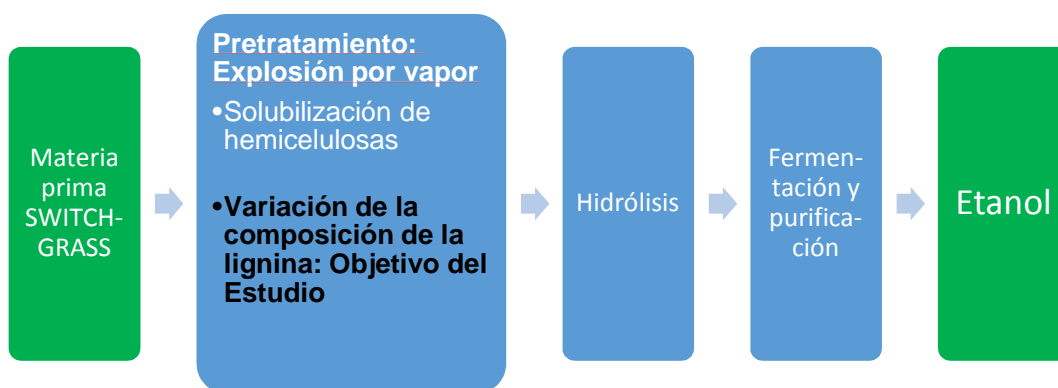 Materia
prima
SWITCH-
GRASS
Pretratamiento:
Explosión por vapor
•Solubilización de
hemicelulosas
•Variación de la
composición de la
lignina: Objetivo del
Estudio
Hidrólisis
Fermen-
tación y
purifica-
ción
Etanol